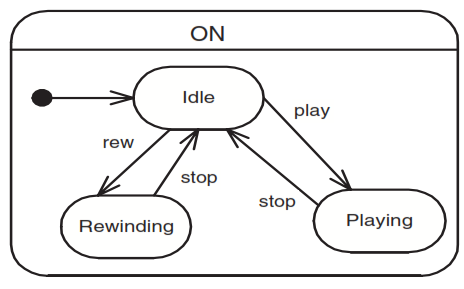 ON
Idle
play
rew
stop
stop
Rewinding
Playing